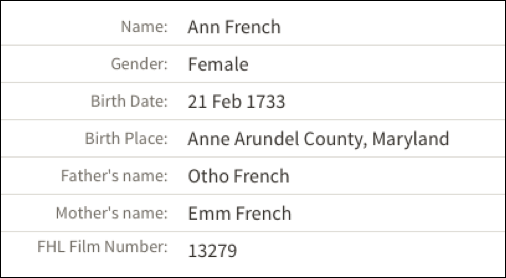 Name: Ann French
Gender: Female
Birth Date: 21 Feb 1733
Birth Place: Anne Arundel County, Maryland
Father's name: Otho French
Mother's name: Emm French
FHL Film Number: 13279